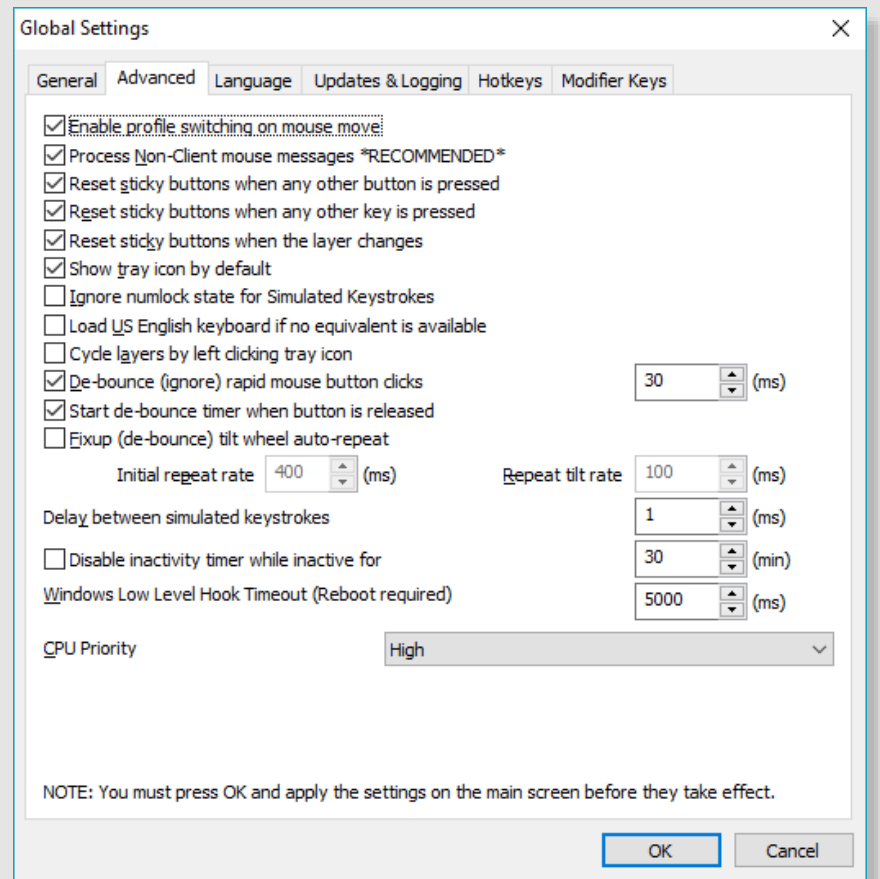 Global Settings
General Advanced Language Updates & Logging Hotkeys Modifier Keys
Enable profile switching on mouse move
Process Non-Client mouse messages *RECOMMENDED*
Reset sticky buttons when any other button is pressed
Reset sticky buttons when any other key is pressed
Reset sticky buttons when the layer changes
Show tray icon by default
Ignore numlock state for Simulated Keystrokes
Load US English keyboard if no equivalent is available
Cycle layers by left clicking tray icon
De-bounce (ignore) rapid mouse button clicks 30 (ms)
Start de-bounce timer when button is released
Fixup (de-bounce) tilt wheel auto-repeat
Initial repeat rate 400 (ms) Repeat tilt rate 100 (ms)
Delay between simulated keystrokes 1 (ms)
Disable inactivity timer while inactive for 30 (min)
Windows Low Level Hook Timeout (Reboot required) 5000 (ms)
CPU Priority High
NOTE: You must press OK and apply the settings on the main screen before they take effect.
OK Cancel